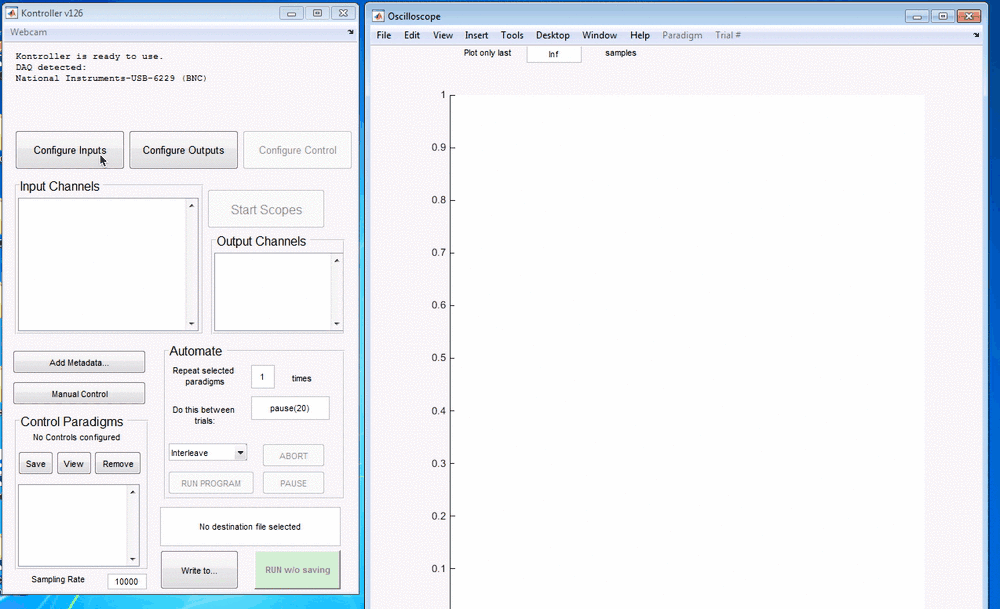 Kontroller v126
Webcam
Kontroller is ready to use.
DAQ detected:
National Instruments-USB-6229 (BNC)
Configure Inputs
Configure Outputs
Configure Control
Input Channels
Start Scopes
Output Channels
Add Metadata...
Manual Control
Automate
Repeat selected
paradigms
1
times
Do this between
trials:
pause(20)
Interleave
ABORT
RUN PROGRAM
PAUSE
Control Paradigms
No Controls configured
Save
View
Remove
No destination file selected
Sampling Rate
10000
Write to...
RUN w/o saving
Oscilloscope
File Edit View Insert Tools Desktop Window Help Paradigm Trial #
Plot only last
Inf
samples
1
0.9
0.8
0.7
0.6
0.5
0.4
0.3
0.2
0.1